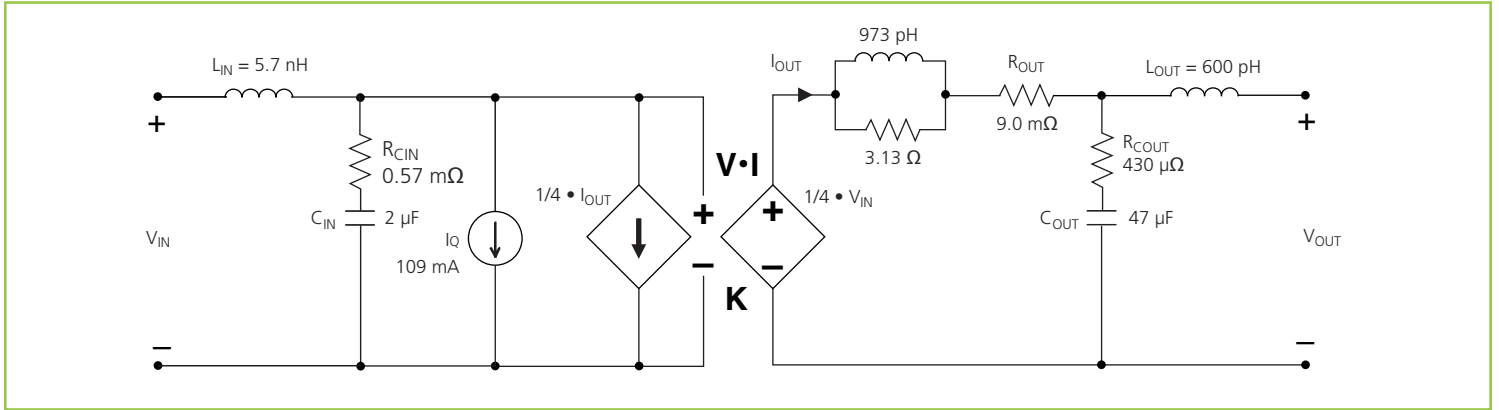 L_IN = 5.7 nH
+
R_CIN
0.57 mΩ
C_IN
2 µF
V_IN
I_Q
109 mA
1/4 • I_OUT
V•I
+
−
K
+
−
1/4 • V_IN
I_OUT
973 pH
3.13 Ω
R_OUT
9.0 mΩ
L_OUT = 600 pH
R_COUT
430 µΩ
C_OUT
47 µF
+
V_OUT
−
−